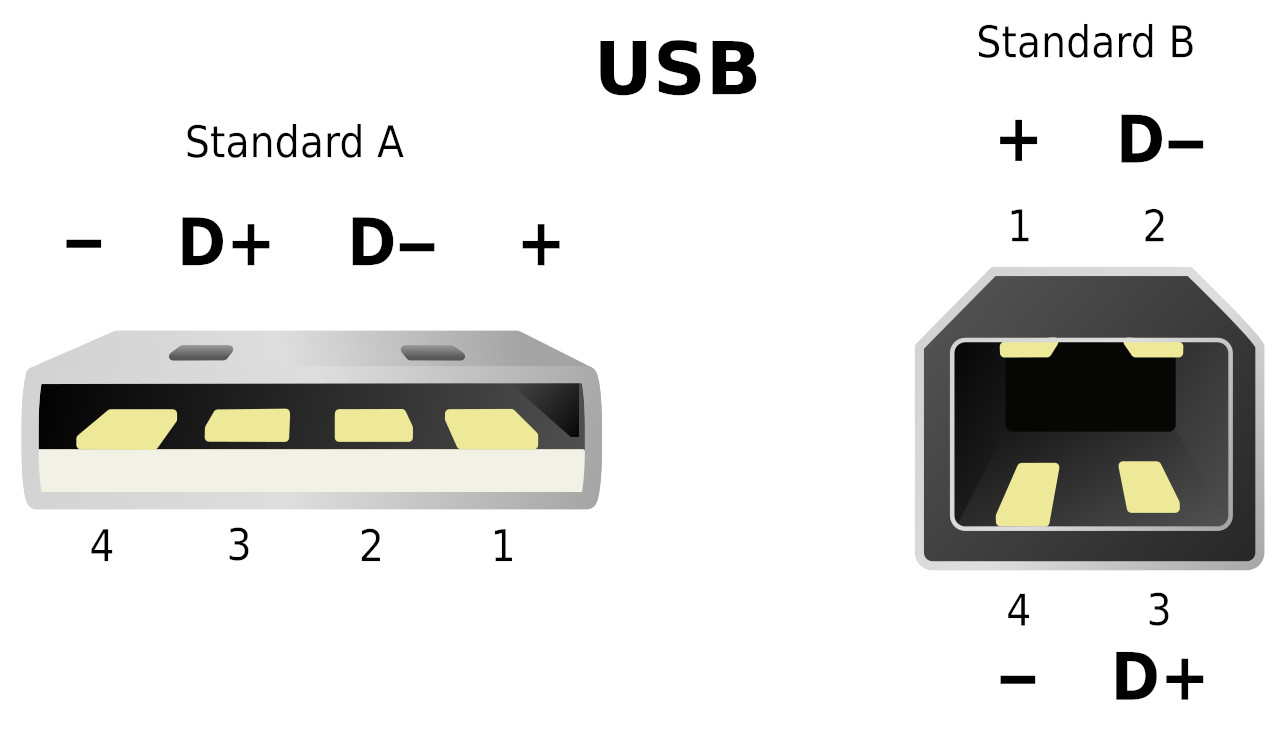 USB
Standard A
− D+ D− +
4 3 2 1
Standard B
+ D−
1 2
4 3
− D+